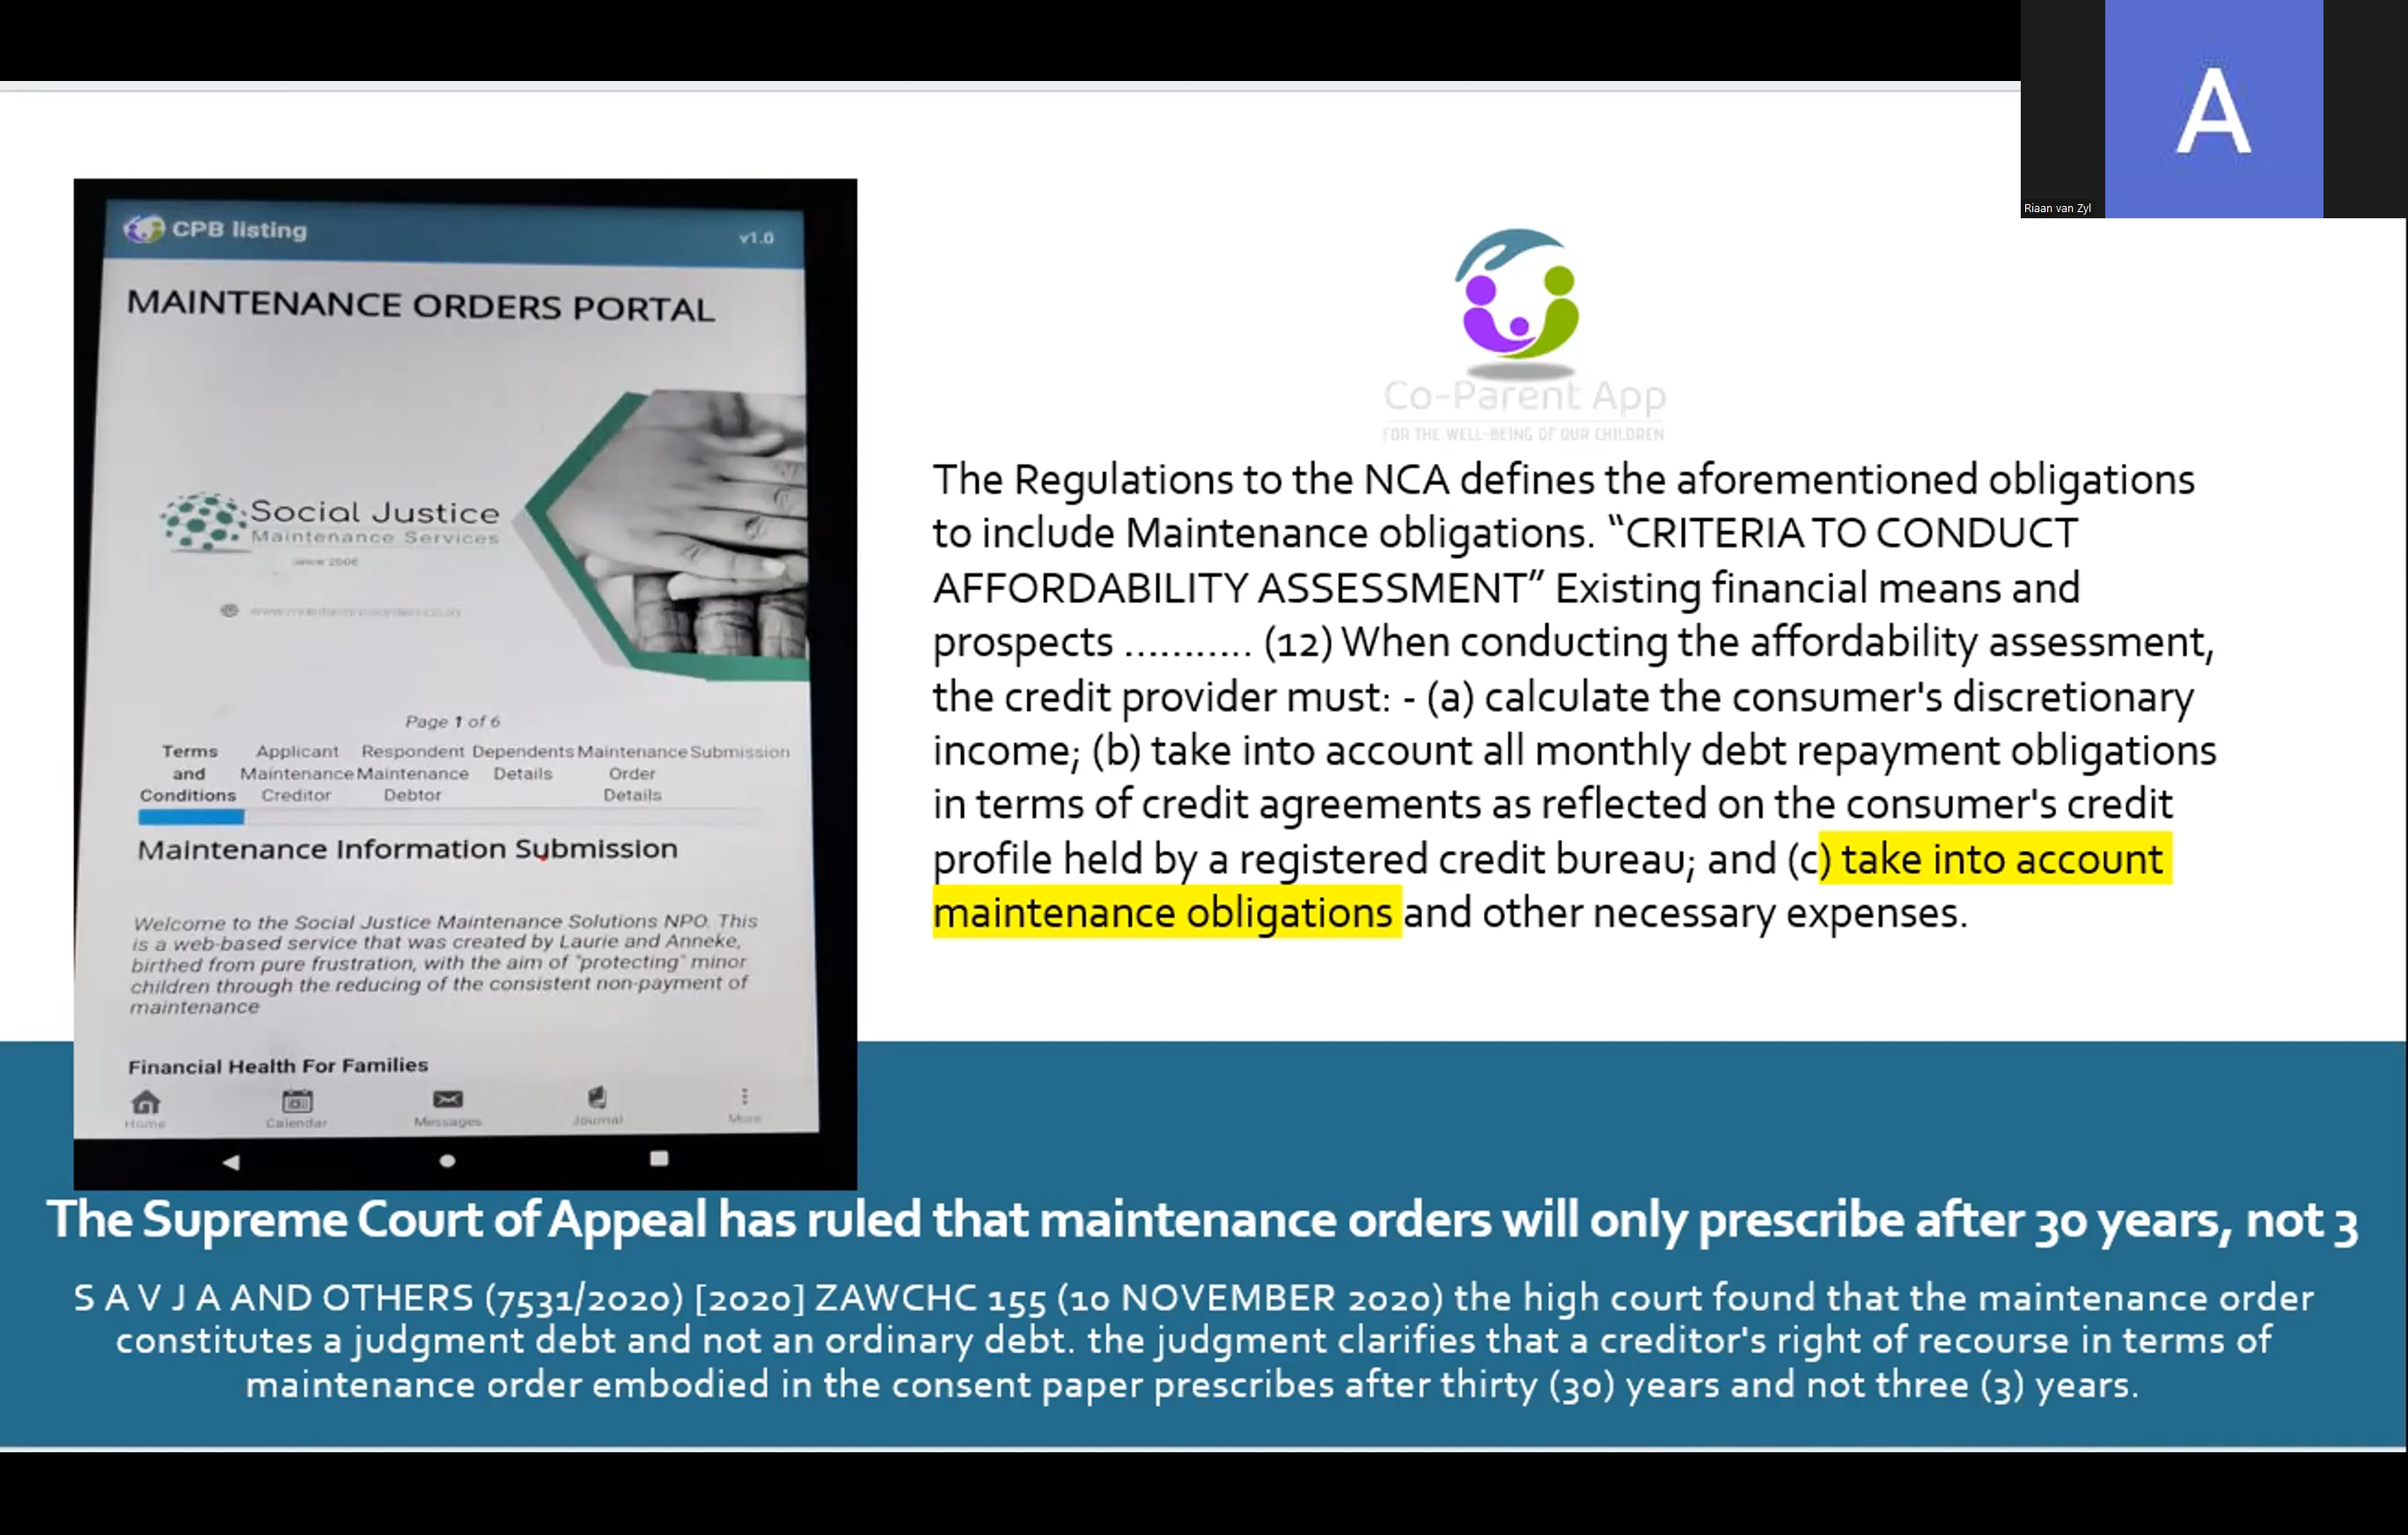 A
Riaan van Zyl
CPB listing
v1.0
MAINTENANCE ORDERS PORTAL
Social Justice
Maintenance Services
since 2006
Page 1 of 6
Terms and Conditions
Applicant Maintenance Creditor
Respondent Maintenance Debtor
Dependents Details
Maintenance Order Details
Submission
Maintenance Information Submission
Welcome to the Social Justice Maintenance Solutions NPO. This
is a web-based service that was created by Laurie and Anneke,
birthed from pure frustration, with the aim of "protecting" minor
children through the reducing of the consistent non-payment of
maintenance
Financial Health For Families
Home
Calendar
Messages
Journal
More
Co-Parent App
FOR THE WELL-BEING OF OUR CHILDREN
The Regulations to the NCA defines the aforementioned obligations
to include Maintenance obligations. “CRITERIA TO CONDUCT
AFFORDABILITY ASSESSMENT” Existing financial means and
prospects ........... (12) When conducting the affordability assessment,
the credit provider must: - (a) calculate the consumer's discretionary
income; (b) take into account all monthly debt repayment obligations
in terms of credit agreements as reflected on the consumer's credit
profile held by a registered credit bureau; and (c) take into account
maintenance obligations and other necessary expenses.
The Supreme Court of Appeal has ruled that maintenance orders will only prescribe after 30 years, not 3
S A V J A AND OTHERS (7531/2020) [2020] ZAWCHC 155 (10 NOVEMBER 2020) the high court found that the maintenance order
constitutes a judgment debt and not an ordinary debt. the judgment clarifies that a creditor's right of recourse in terms of
maintenance order embodied in the consent paper prescribes after thirty (30) years and not three (3) years.